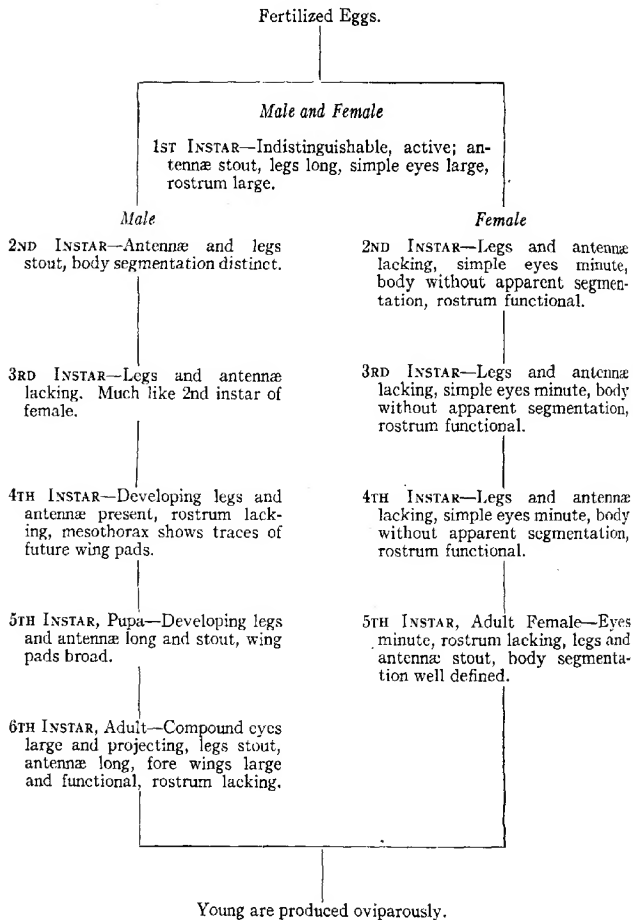 Fertilized Eggs.
Male and Female
1ST INSTAR—Indistinguishable, active; an-
tennæ stout, legs long, simple eyes large,
rostrum large.
Male
2ND INSTAR—Antennæ and legs
stout, body segmentation distinct.
3RD INSTAR—Legs and antennæ
lacking. Much like 2nd instar of
female.
4TH INSTAR—Developing legs and
antennæ present, rostrum lack-
ing, mesothorax shows traces of
future wing pads.
5TH INSTAR, Pupa—Developing legs
and antennæ long and stout, wing
pads broad.
6TH INSTAR, Adult—Compound eyes
large and projecting, legs stout,
antennæ long, fore wings large
and functional, rostrum lacking.
Female
2ND INSTAR—Legs and antennæ
lacking, simple eyes minute,
body without apparent segmen-
tation, rostrum functional.
3RD INSTAR—Legs and antennæ
lacking, simple eyes minute, body
without apparent segmentation,
rostrum functional.
4TH INSTAR—Legs and antennæ
lacking, simple eyes minute, body
without apparent segmentation,
rostrum functional.
5TH INSTAR, Adult Female—Eyes
minute, rostrum lacking, legs and
antennæ stout, body segmenta-
tion well defined.
Young are produced oviparously.